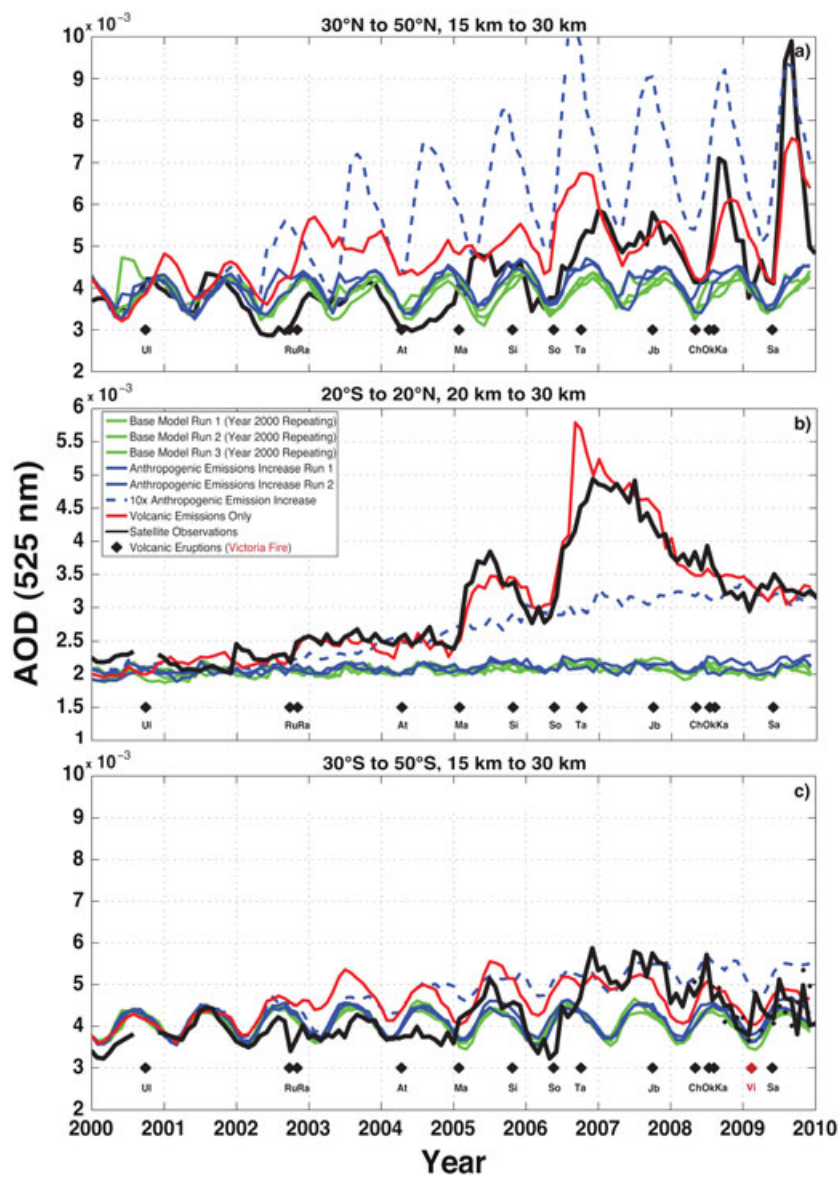 30°N to 50°N, 15 km to 30 km
10 x 10⁻³
a)
9
8
7
6
5
4
3
2
Ul RuRa At Ma Si So Ta Jb ChOkKa Sa
20°S to 20°N, 20 km to 30 km
6 x 10⁻³
b)
5.5
5
4.5
4
3.5
3
2.5
2
1.5
1
Base Model Run 1 (Year 2000 Repeating)
Base Model Run 2 (Year 2000 Repeating)
Base Model Run 3 (Year 2000 Repeating)
Anthropogenic Emissions Increase Run 1
Anthropogenic Emissions Increase Run 2
10x Anthropogenic Emission Increase
Volcanic Emissions Only
Satellite Observations
Volcanic Eruptions (Victoria Fire)
Ul RuRa At Ma Si So Ta Jb ChOkKa Sa
AOD (525 nm)
30°S to 50°S, 15 km to 30 km
10 x 10⁻³
c)
9
8
7
6
5
4
3
2
Ul RuRa At Ma Si So Ta Jb ChOkKa Vi Sa
2000 2001 2002 2003 2004 2005 2006 2007 2008 2009 2010
Year